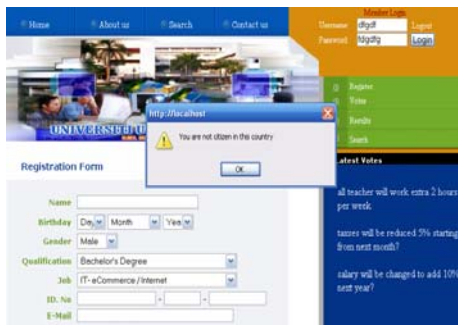 Home
About us
Search
Contact us
Member Login
Username
dfgdf
Logout
Password
fdgdfg
Login
Register
Votes
Results
Search
UNIVERSITI U
http://localhost
You are not citizen in this country
OK
Registration Form
Latest Votes
all teacher will work extra 2 hours
per week
taxes will be reduced 5% starting
from next month?
salary will be changed to add 10%
next year?
Name
Birthday
Day
Month
Year
Gender
Male
Qualification
Bachelor's Degree
Job
IT- eCommerce / Internet
ID. No
-
-
E-Mail